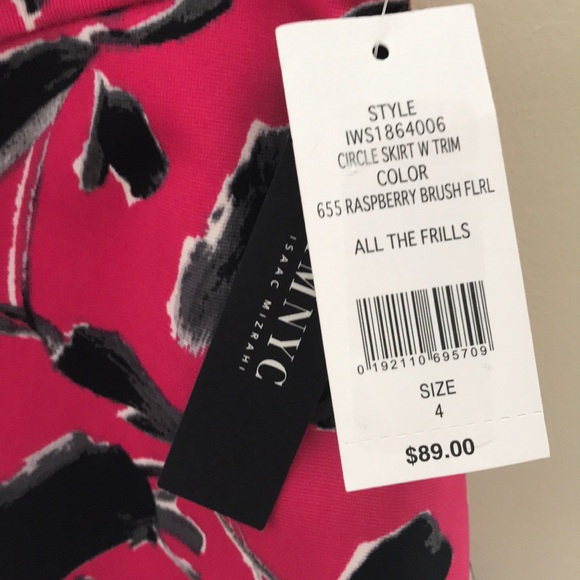 STYLE
IWS1864006
CIRCLE SKIRT W TRIM
COLOR
655 RASPBERRY BRUSH FLRL
ALL THE FRILLS
0 192110 695709
SIZE
4
$89.00
IMNYC
ISAAC MIZRAHI